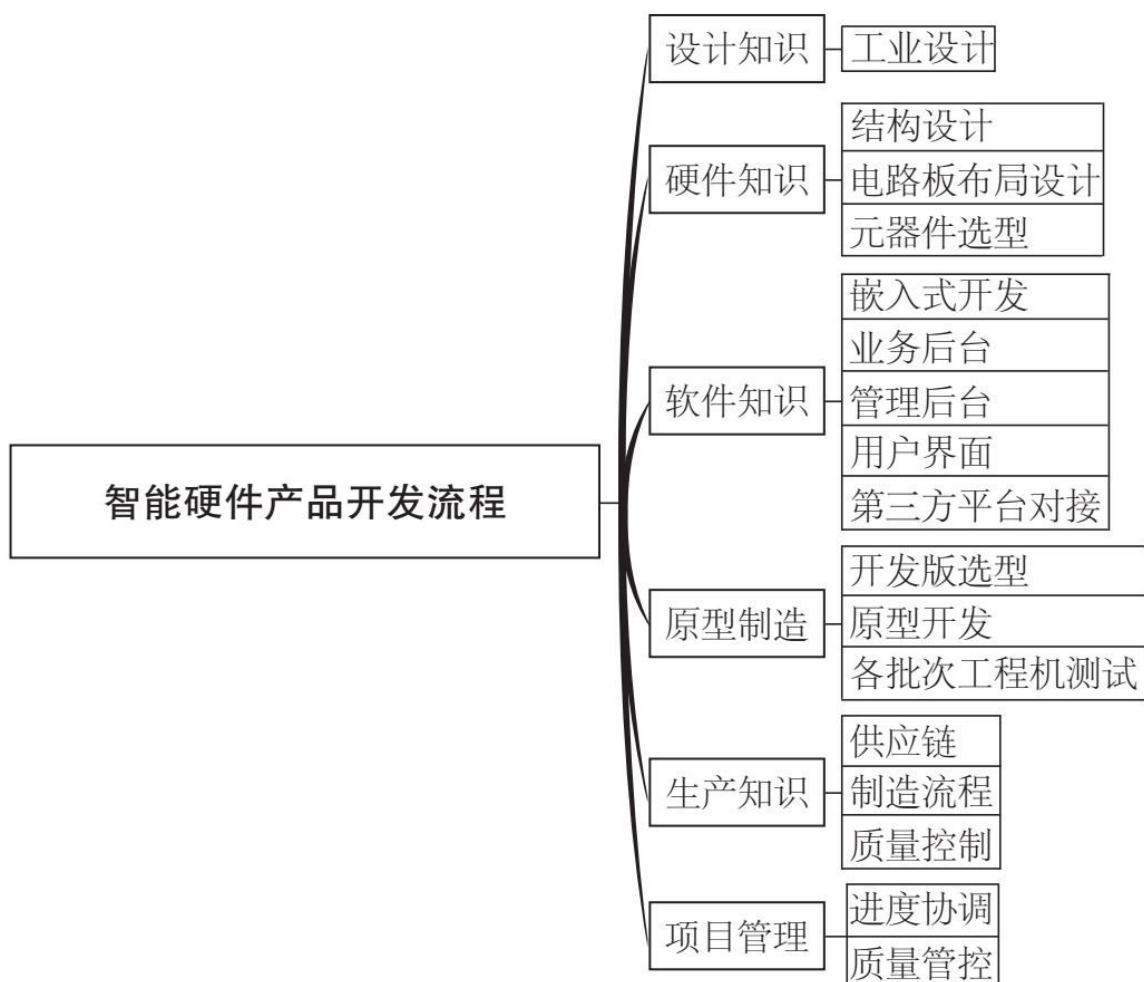 智能硬件产品开发流程
设计知识
工业设计
硬件知识
结构设计
电路板布局设计
元器件选型
软件知识
嵌入式开发
业务后台
管理后台
用户界面
第三方平台对接
原型制造
开发版选型
原型开发
各批次工程机测试
生产知识
供应链
制造流程
质量控制
项目管理
进度协调
质量管控